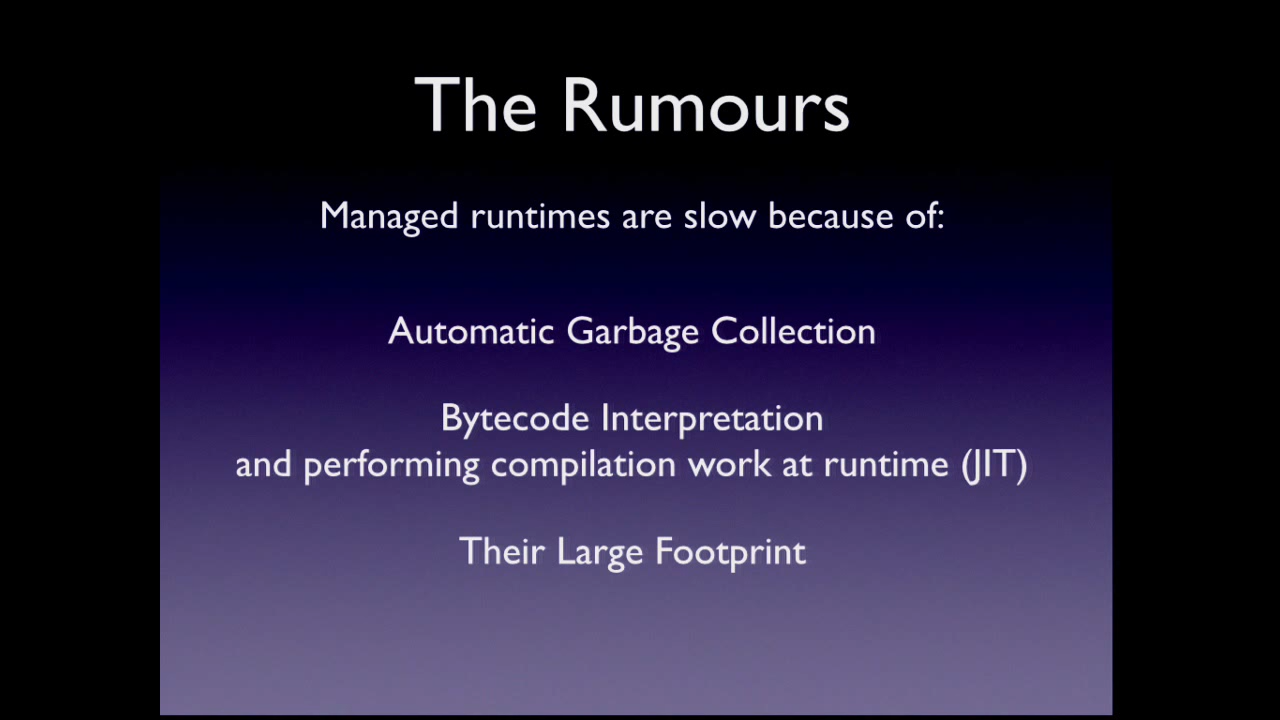 The Rumours
Managed runtimes are slow because of:
Automatic Garbage Collection
Bytecode Interpretation
and performing compilation work at runtime (JIT)
Their Large Footprint